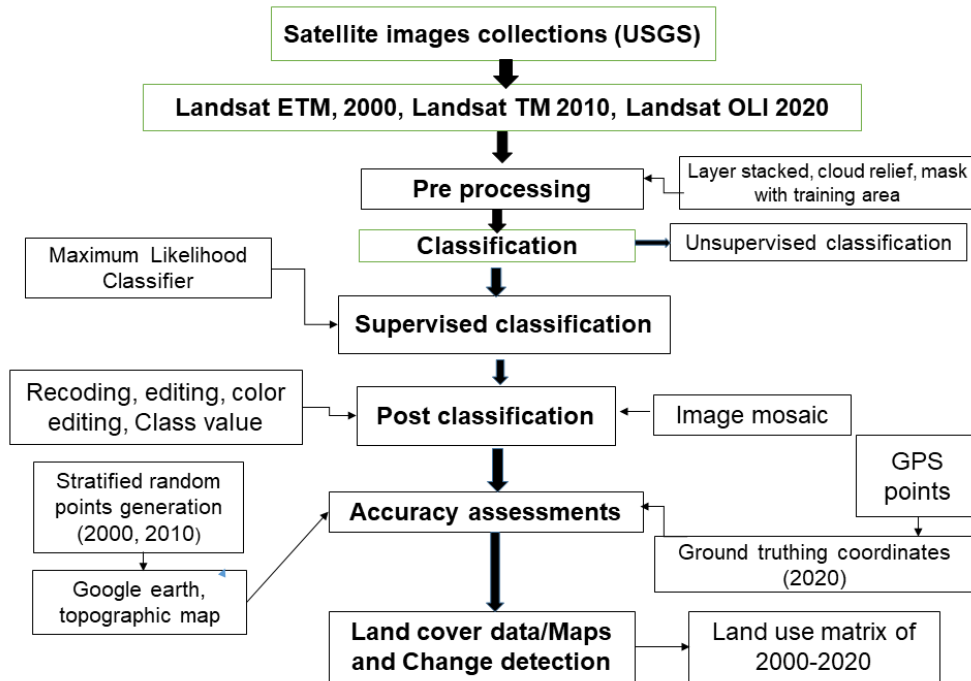 Satellite images collections (USGS)
Landsat ETM, 2000, Landsat TM 2010, Landsat OLI 2020
Pre processing
Layer stacked, cloud relief, mask
with training area
Classification
Unsupervised classification
Maximum Likelihood
Classifier
Supervised classification
Recoding, editing, color
editing, Class value
Post classification
Image mosaic
GPS
points
Stratified random
points generation
(2000, 2010)
Accuracy assessments
Ground truthing coordinates
(2020)
Google earth,
topographic map
Land cover data/Maps
and Change detection
Land use matrix of
2000-2020